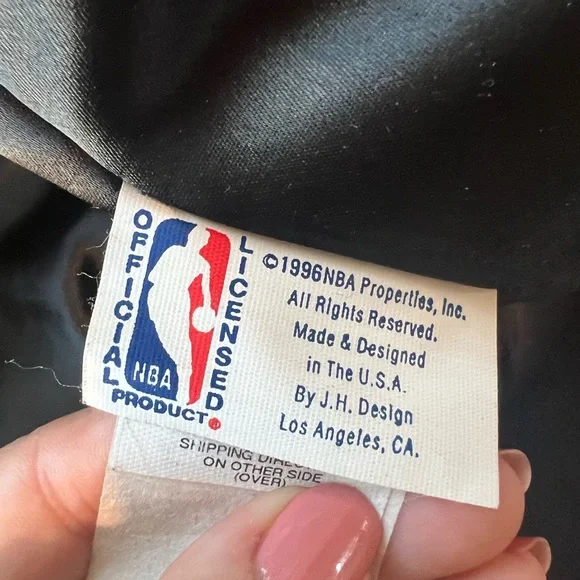 OFFICIAL
LICENSED
NBA
PRODUCT
©1996NBA Properties, Inc.
All Rights Reserved.
Made & Designed
in The U.S.A.
By J.H. Design
Los Angeles, CA.
SHIPPING
ON OTHER SIDE
(OVER)